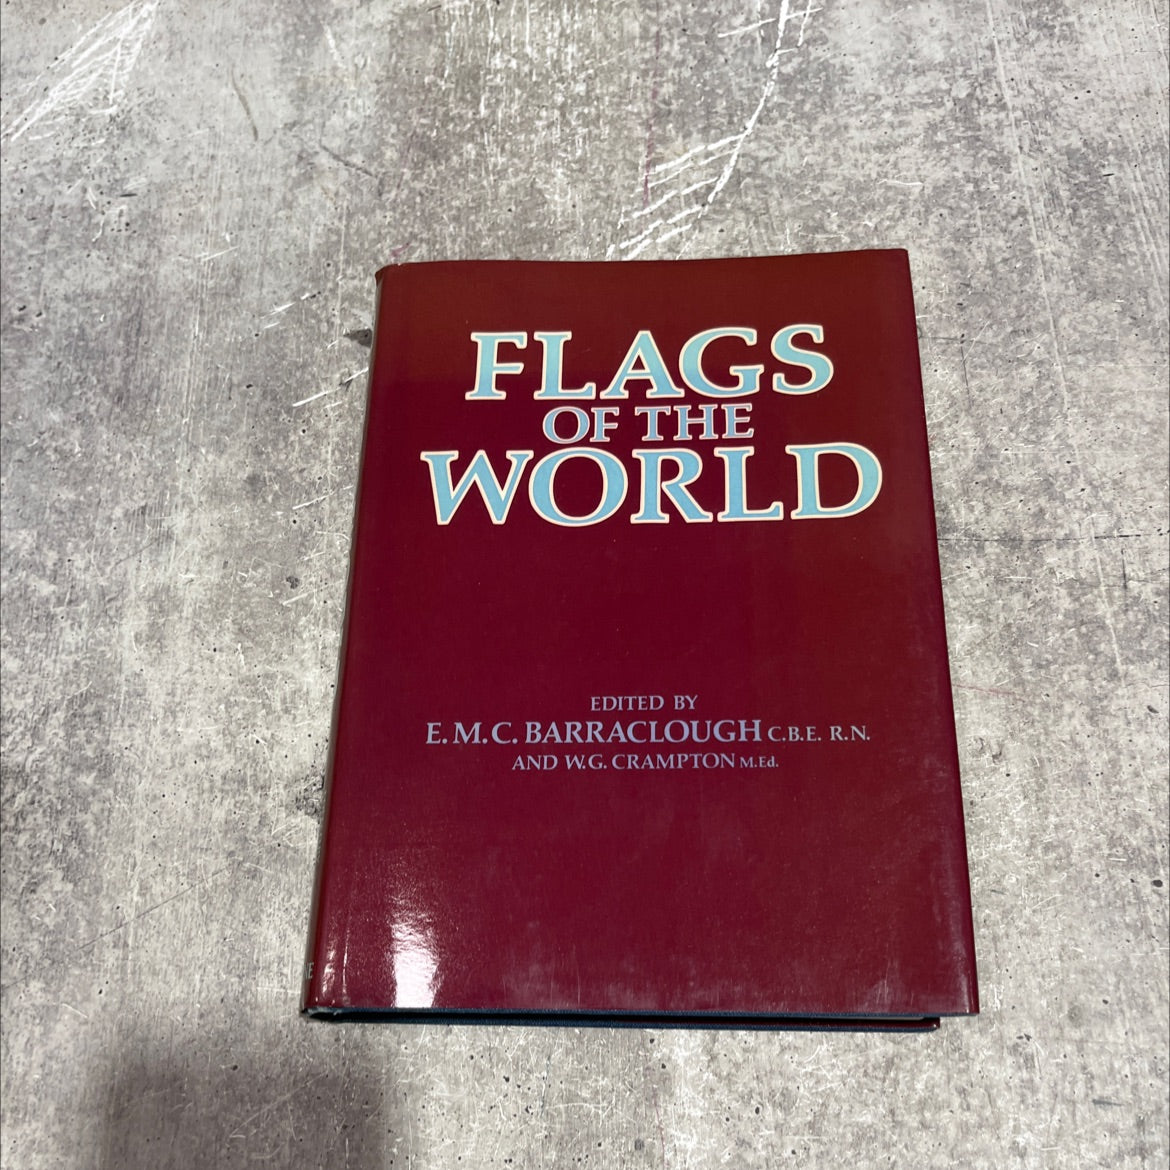 FLAGS
OF THE
WORLD
EDITED BY
E. M. C. BARRACLOUGH C.B.E. R.N.
AND W.G. CRAMPTON M.Ed.